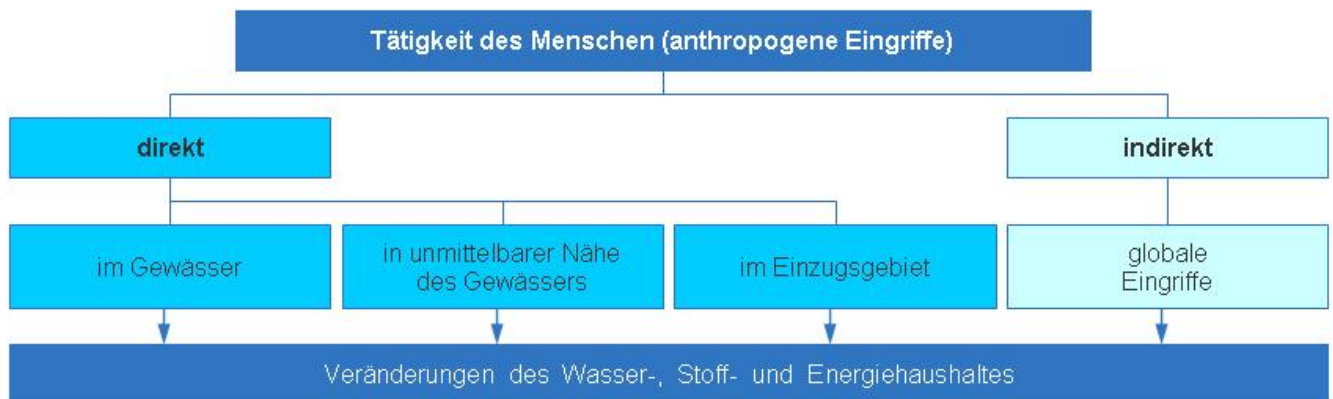 Tätigkeit des Menschen (anthropogene Eingriffe)
direkt
indirekt
im Gewässer
in unmittelbarer Nähe
des Gewässers
im Einzugsgebiet
globale
Eingriffe
Veränderungen des Wasser-, Stoff- und Energiehaushaltes